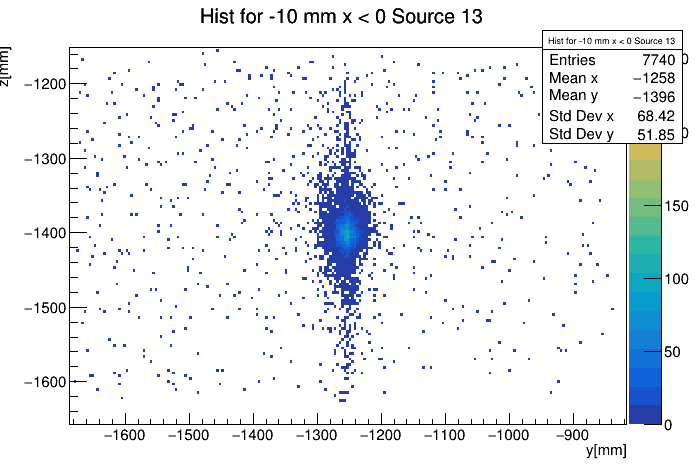 Hist for -10 mm x < 0 Source 13
z[mm]
Hist for -10 mm x < 0 Source 13
Entries 7740
Mean x −1258
Mean y −1396
Std Dev x 68.42
Std Dev y 51.85
−1200
−1300
−1400
−1500
−1600
150
100
50
0
−1600 −1500 −1400 −1300 −1200 −1100 −1000 −900
y[mm]